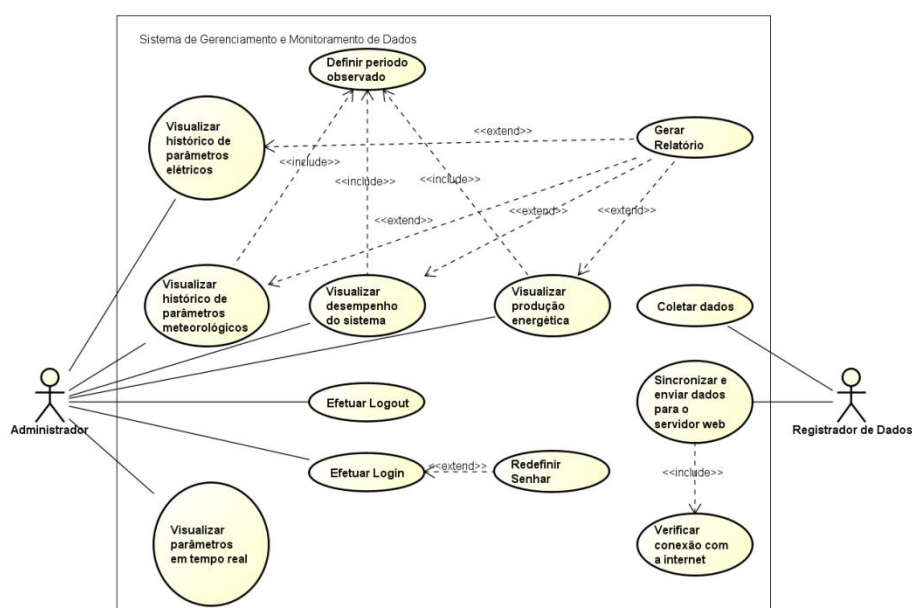 Sistema de Gerenciamento e Monitoramento de Dados
Definir periodo
observado
Visualizar
histórico de
parâmetros
elétricos
<<extend>>
Gerar
Relatório
<<include>>
<<include>>
<<include>>
<<extend>>
<<extend>>
<<extend>>
Visualizar
histórico de
parâmetros
meteorológicos
Visualizar
desempenho
do sistema
Visualizar
produção
energética
Coletar dados
Administrador
Efetuar Logout
Sincronizar e
enviar dados
para o
servidor web
Registrador de Dados
Efetuar Login
<<extend>>
Redefinir
Senhar
<<include>>
Visualizar
parâmetros
em tempo real
Verificar
conexão com
a internet